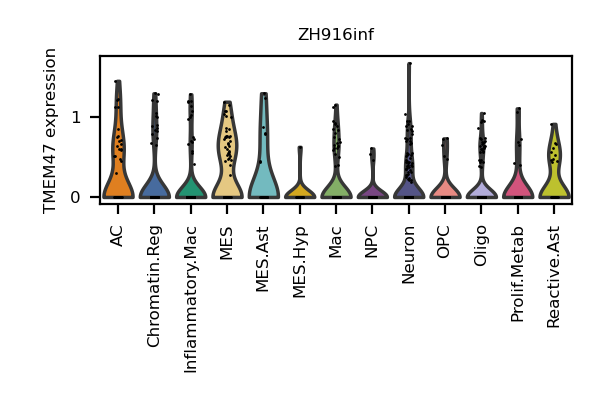 ZH916inf
TMEM47 expression
1
0
AC
Chromatin.Reg
Inflammatory.Mac
MES
MES.Ast
MES.Hyp
Mac
NPC
Neuron
OPC
Oligo
Prolif.Metab
Reactive.Ast